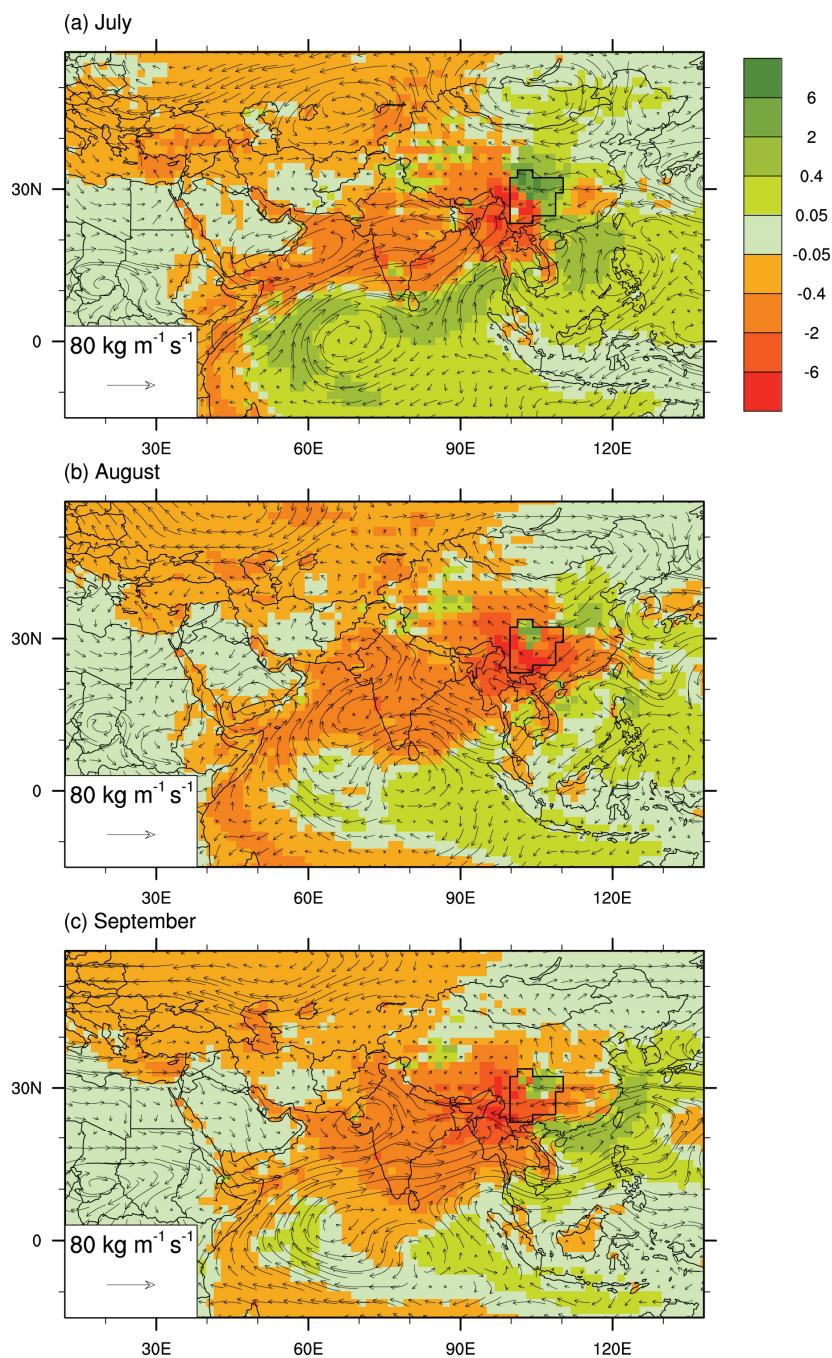 (a) July
30N
0
80 kg m⁻¹ s⁻¹
30E
60E
90E
120E
6
2
0.4
0.05
-0.05
-0.4
-2
-6
(b) August
30N
0
80 kg m⁻¹ s⁻¹
30E
60E
90E
120E
(c) September
30N
0
80 kg m⁻¹ s⁻¹
30E
60E
90E
120E